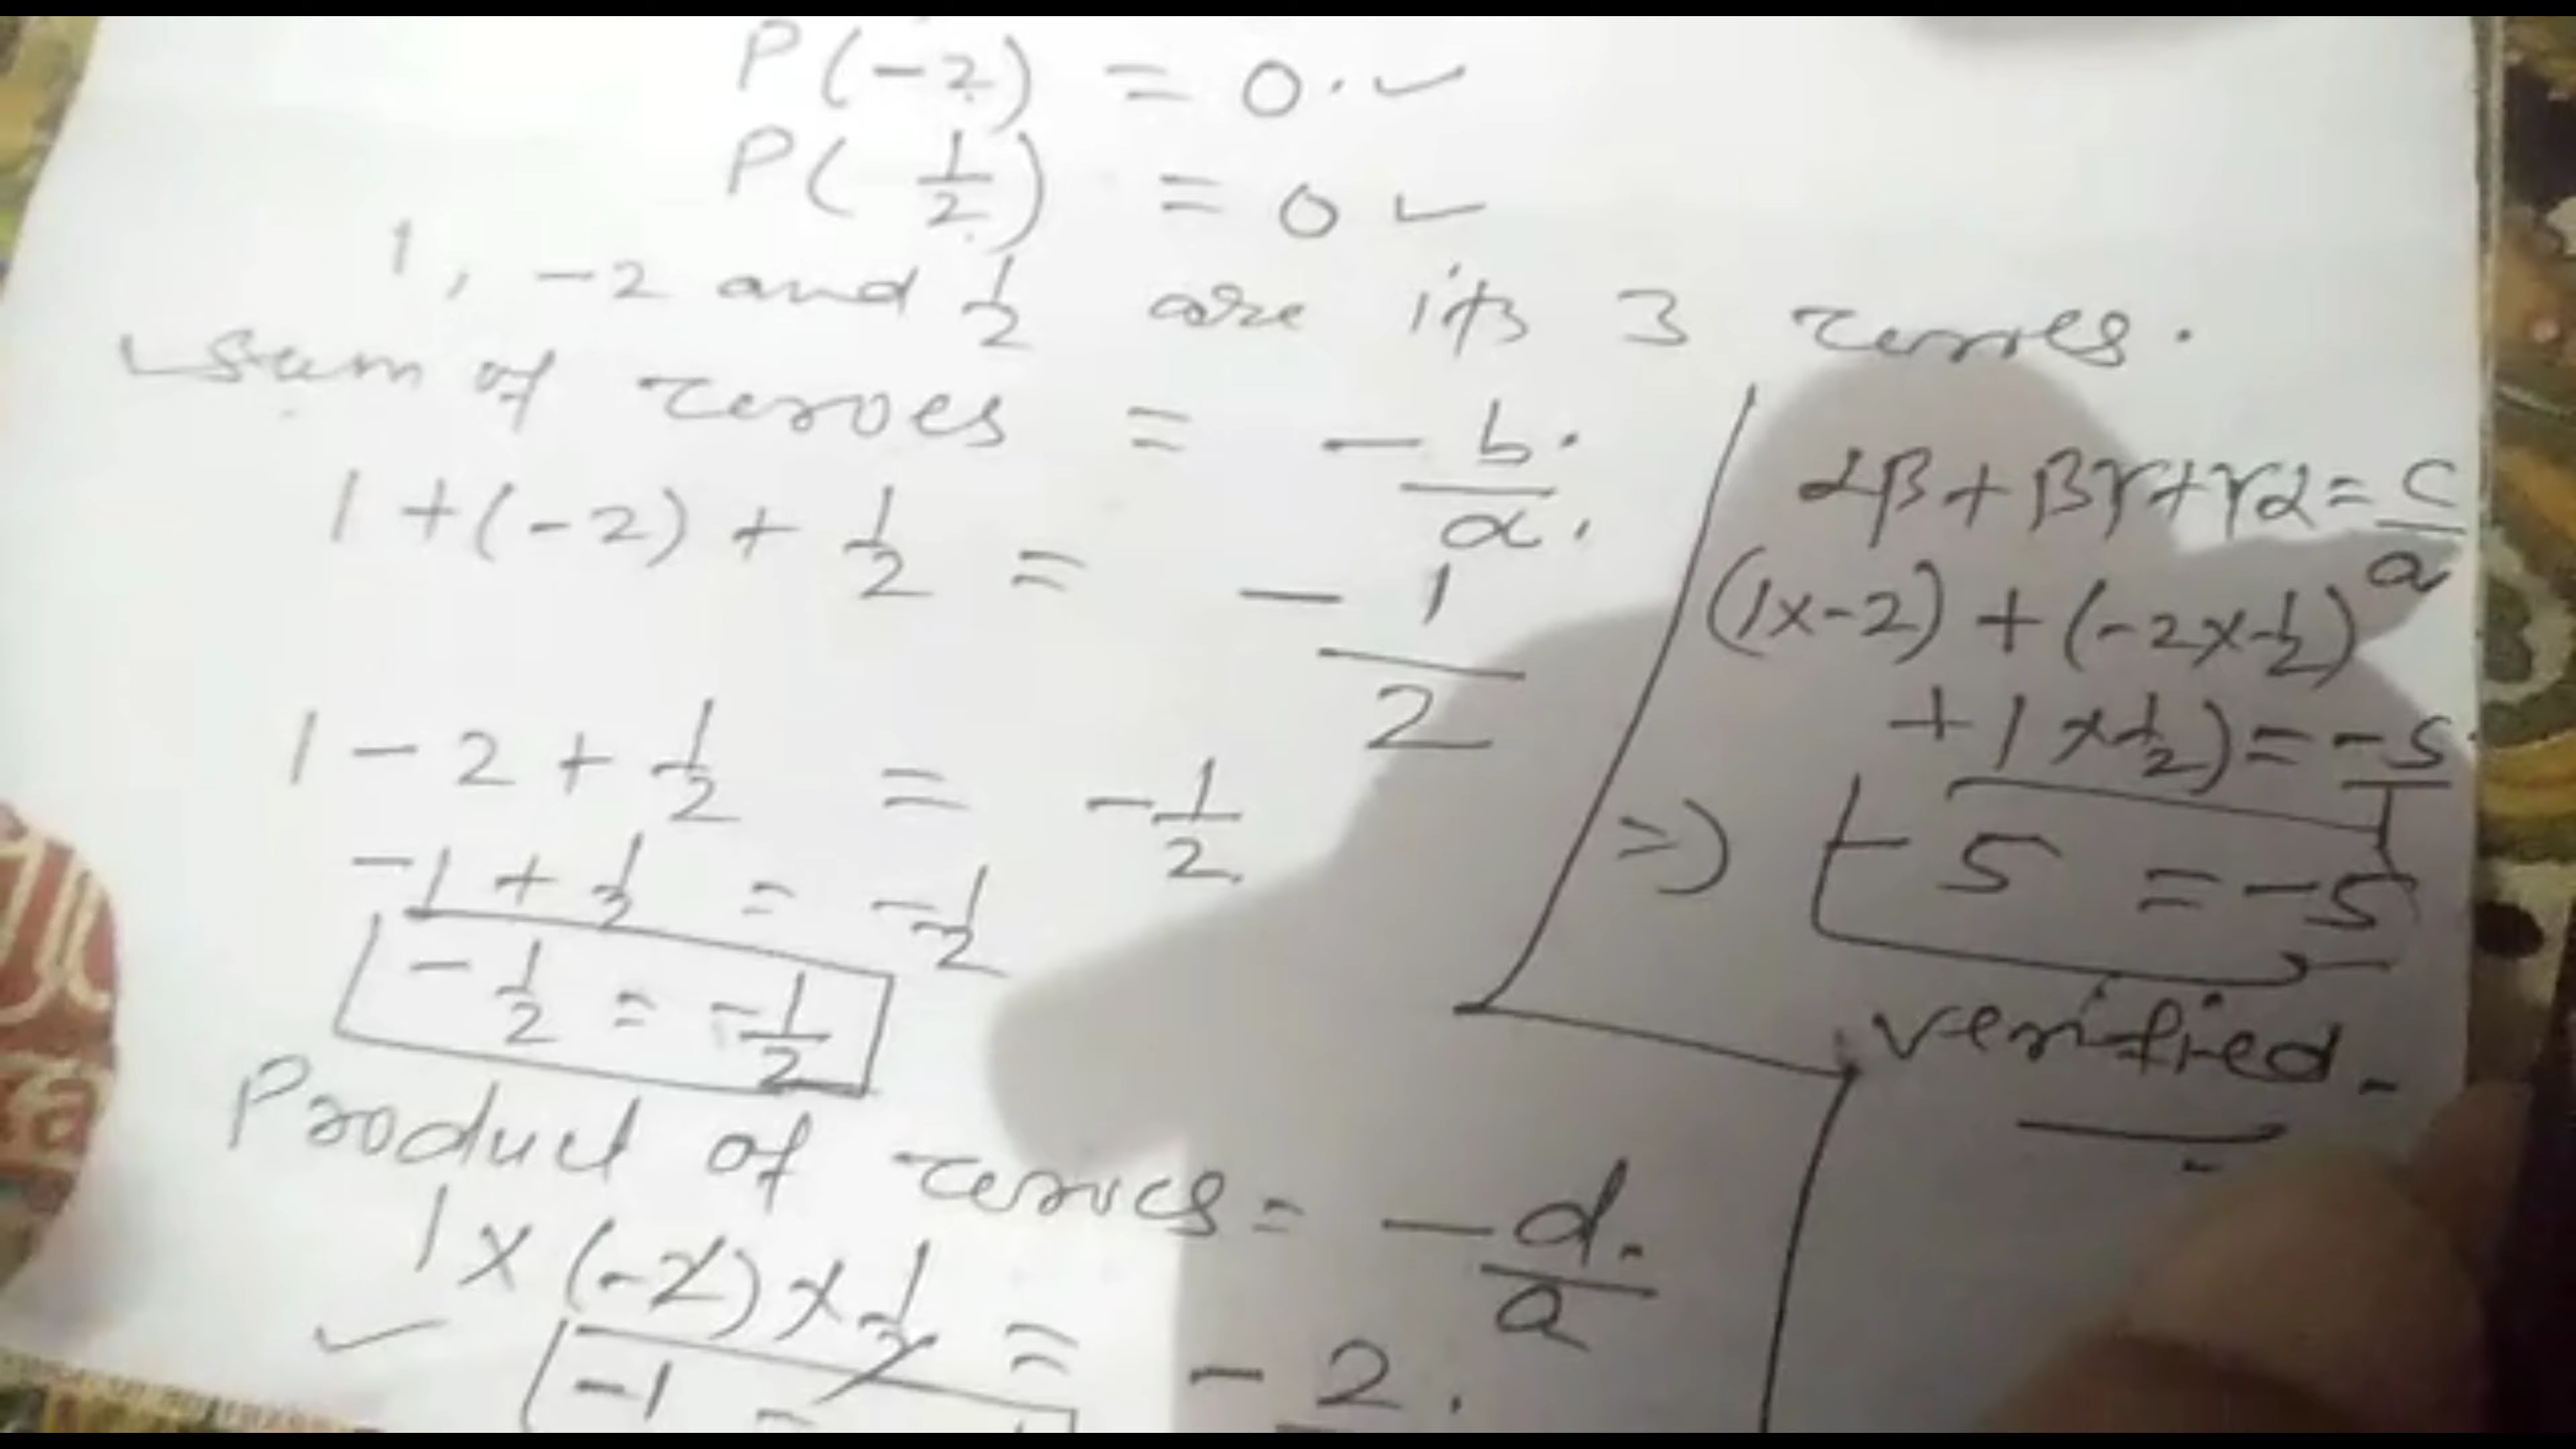 P(-2) = 0. ✓
P(1/2) = 0 ✓
1, -2 and 1/2 are its 3 zeroes.
sum of zeroes = -b/a.
1 + (-2) + 1/2 = -1/2
1 - 2 + 1/2 = -1/2
-1 + 1/2 = -1/2
-1/2 = -1/2
Product of zeroes = -d/a
1 × (-2) × 1/2 = -2.
-1 =
αβ + βγ + γα = c/a
(1×-2) + (-2×1/2)
+ 1×1/2) = -5
⇒ -5 = -5
verified.